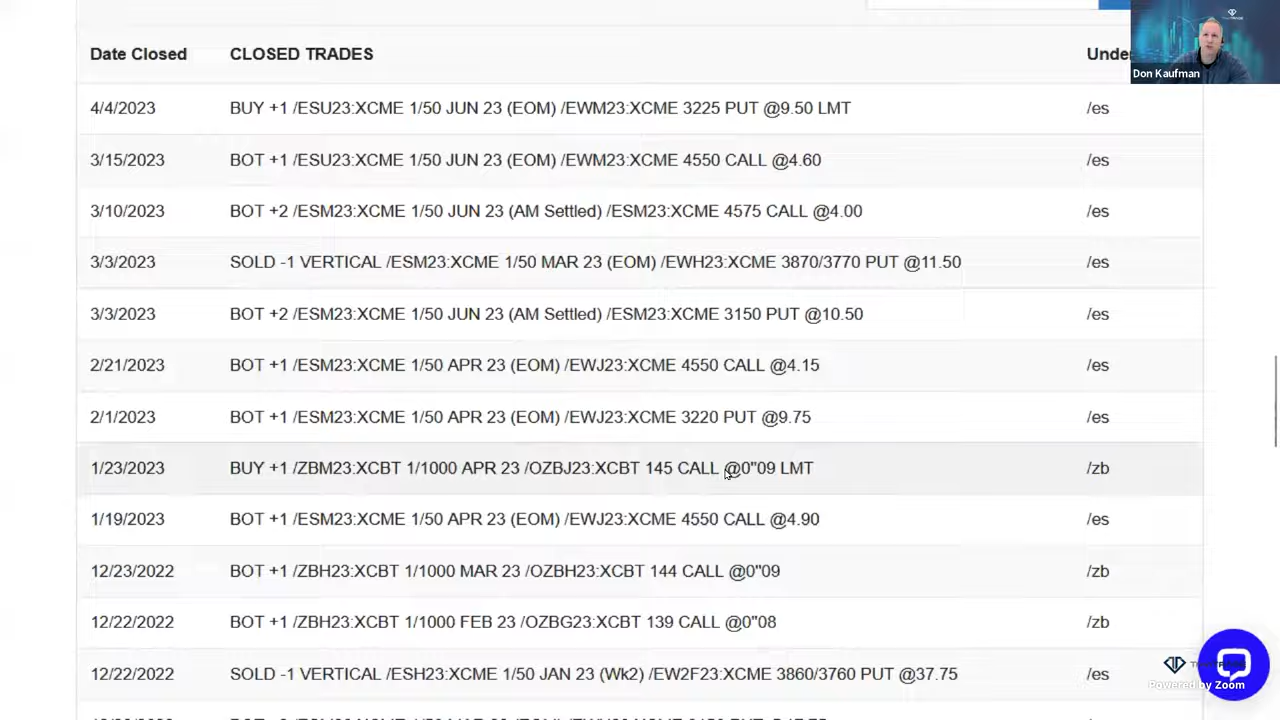 Date Closed CLOSED TRADES Under
Don Kaufman
4/4/2023 BUY +1 /ESU23:XCME 1/50 JUN 23 (EOM) /EWM23:XCME 3225 PUT @9.50 LMT /es
3/15/2023 BOT +1 /ESU23:XCME 1/50 JUN 23 (EOM) /EWM23:XCME 4550 CALL @4.60 /es
3/10/2023 BOT +2 /ESM23:XCME 1/50 JUN 23 (AM Settled) /ESM23:XCME 4575 CALL @4.00 /es
3/3/2023 SOLD -1 VERTICAL /ESM23:XCME 1/50 MAR 23 (EOM) /EWH23:XCME 3870/3770 PUT @11.50 /es
3/3/2023 BOT +2 /ESM23:XCME 1/50 JUN 23 (AM Settled) /ESM23:XCME 3150 PUT @10.50 /es
2/21/2023 BOT +1 /ESM23:XCME 1/50 APR 23 (EOM) /EWJ23:XCME 4550 CALL @4.15 /es
2/1/2023 BOT +1 /ESM23:XCME 1/50 APR 23 (EOM) /EWJ23:XCME 3220 PUT @9.75 /es
1/23/2023 BUY +1 /ZBM23:XCBT 1/1000 APR 23 /OZBJ23:XCBT 145 CALL @0"09 LMT /zb
1/19/2023 BOT +1 /ESM23:XCME 1/50 APR 23 (EOM) /EWJ23:XCME 4550 CALL @4.90 /es
12/23/2022 BOT +1 /ZBH23:XCBT 1/1000 MAR 23 /OZBH23:XCBT 144 CALL @0"09 /zb
12/22/2022 BOT +1 /ZBH23:XCBT 1/1000 FEB 23 /OZBG23:XCBT 139 CALL @0"08 /zb
12/22/2022 SOLD -1 VERTICAL /ESH23:XCME 1/50 JAN 23 (Wk2) /EW2F23:XCME 3860/3760 PUT @37.75 /es
Powered by Zoom